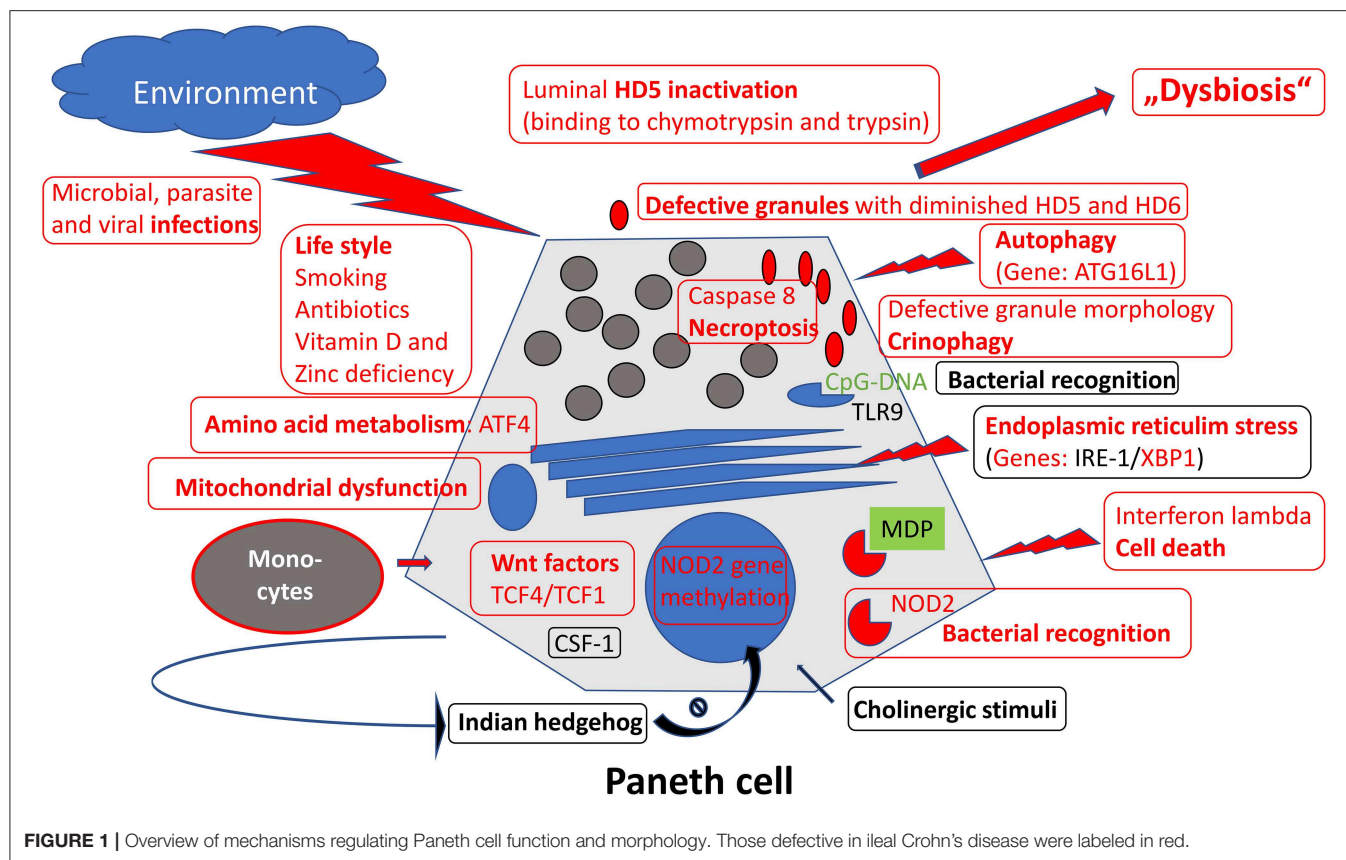 Environment
Luminal HD5 inactivation
(binding to chymotrypsin and trypsin)
„Dysbiosis“
Microbial, parasite
and viral infections
Defective granules with diminished HD5 and HD6
Life style
Smoking
Antibiotics
Vitamin D and
Zinc deficiency
Autophagy
(Gene: ATG16L1)
Caspase 8
Necroptosis
Defective granule morphology
Crinophagy
CpG-DNA
TLR9
Bacterial recognition
Amino acid metabolism: ATF4
Endoplasmic reticulim stress
(Genes: IRE-1/XBP1)
Mitochondrial dysfunction
MDP
Interferon lambda
Cell death
Mono-
cytes
Wnt factors
TCF4/TCF1
NOD2 gene
methylation
NOD2
Bacterial recognition
CSF-1
Indian hedgehog
Cholinergic stimuli
Paneth cell
FIGURE 1 | Overview of mechanisms regulating Paneth cell function and morphology. Those defective in ileal Crohn's disease were labeled in red.